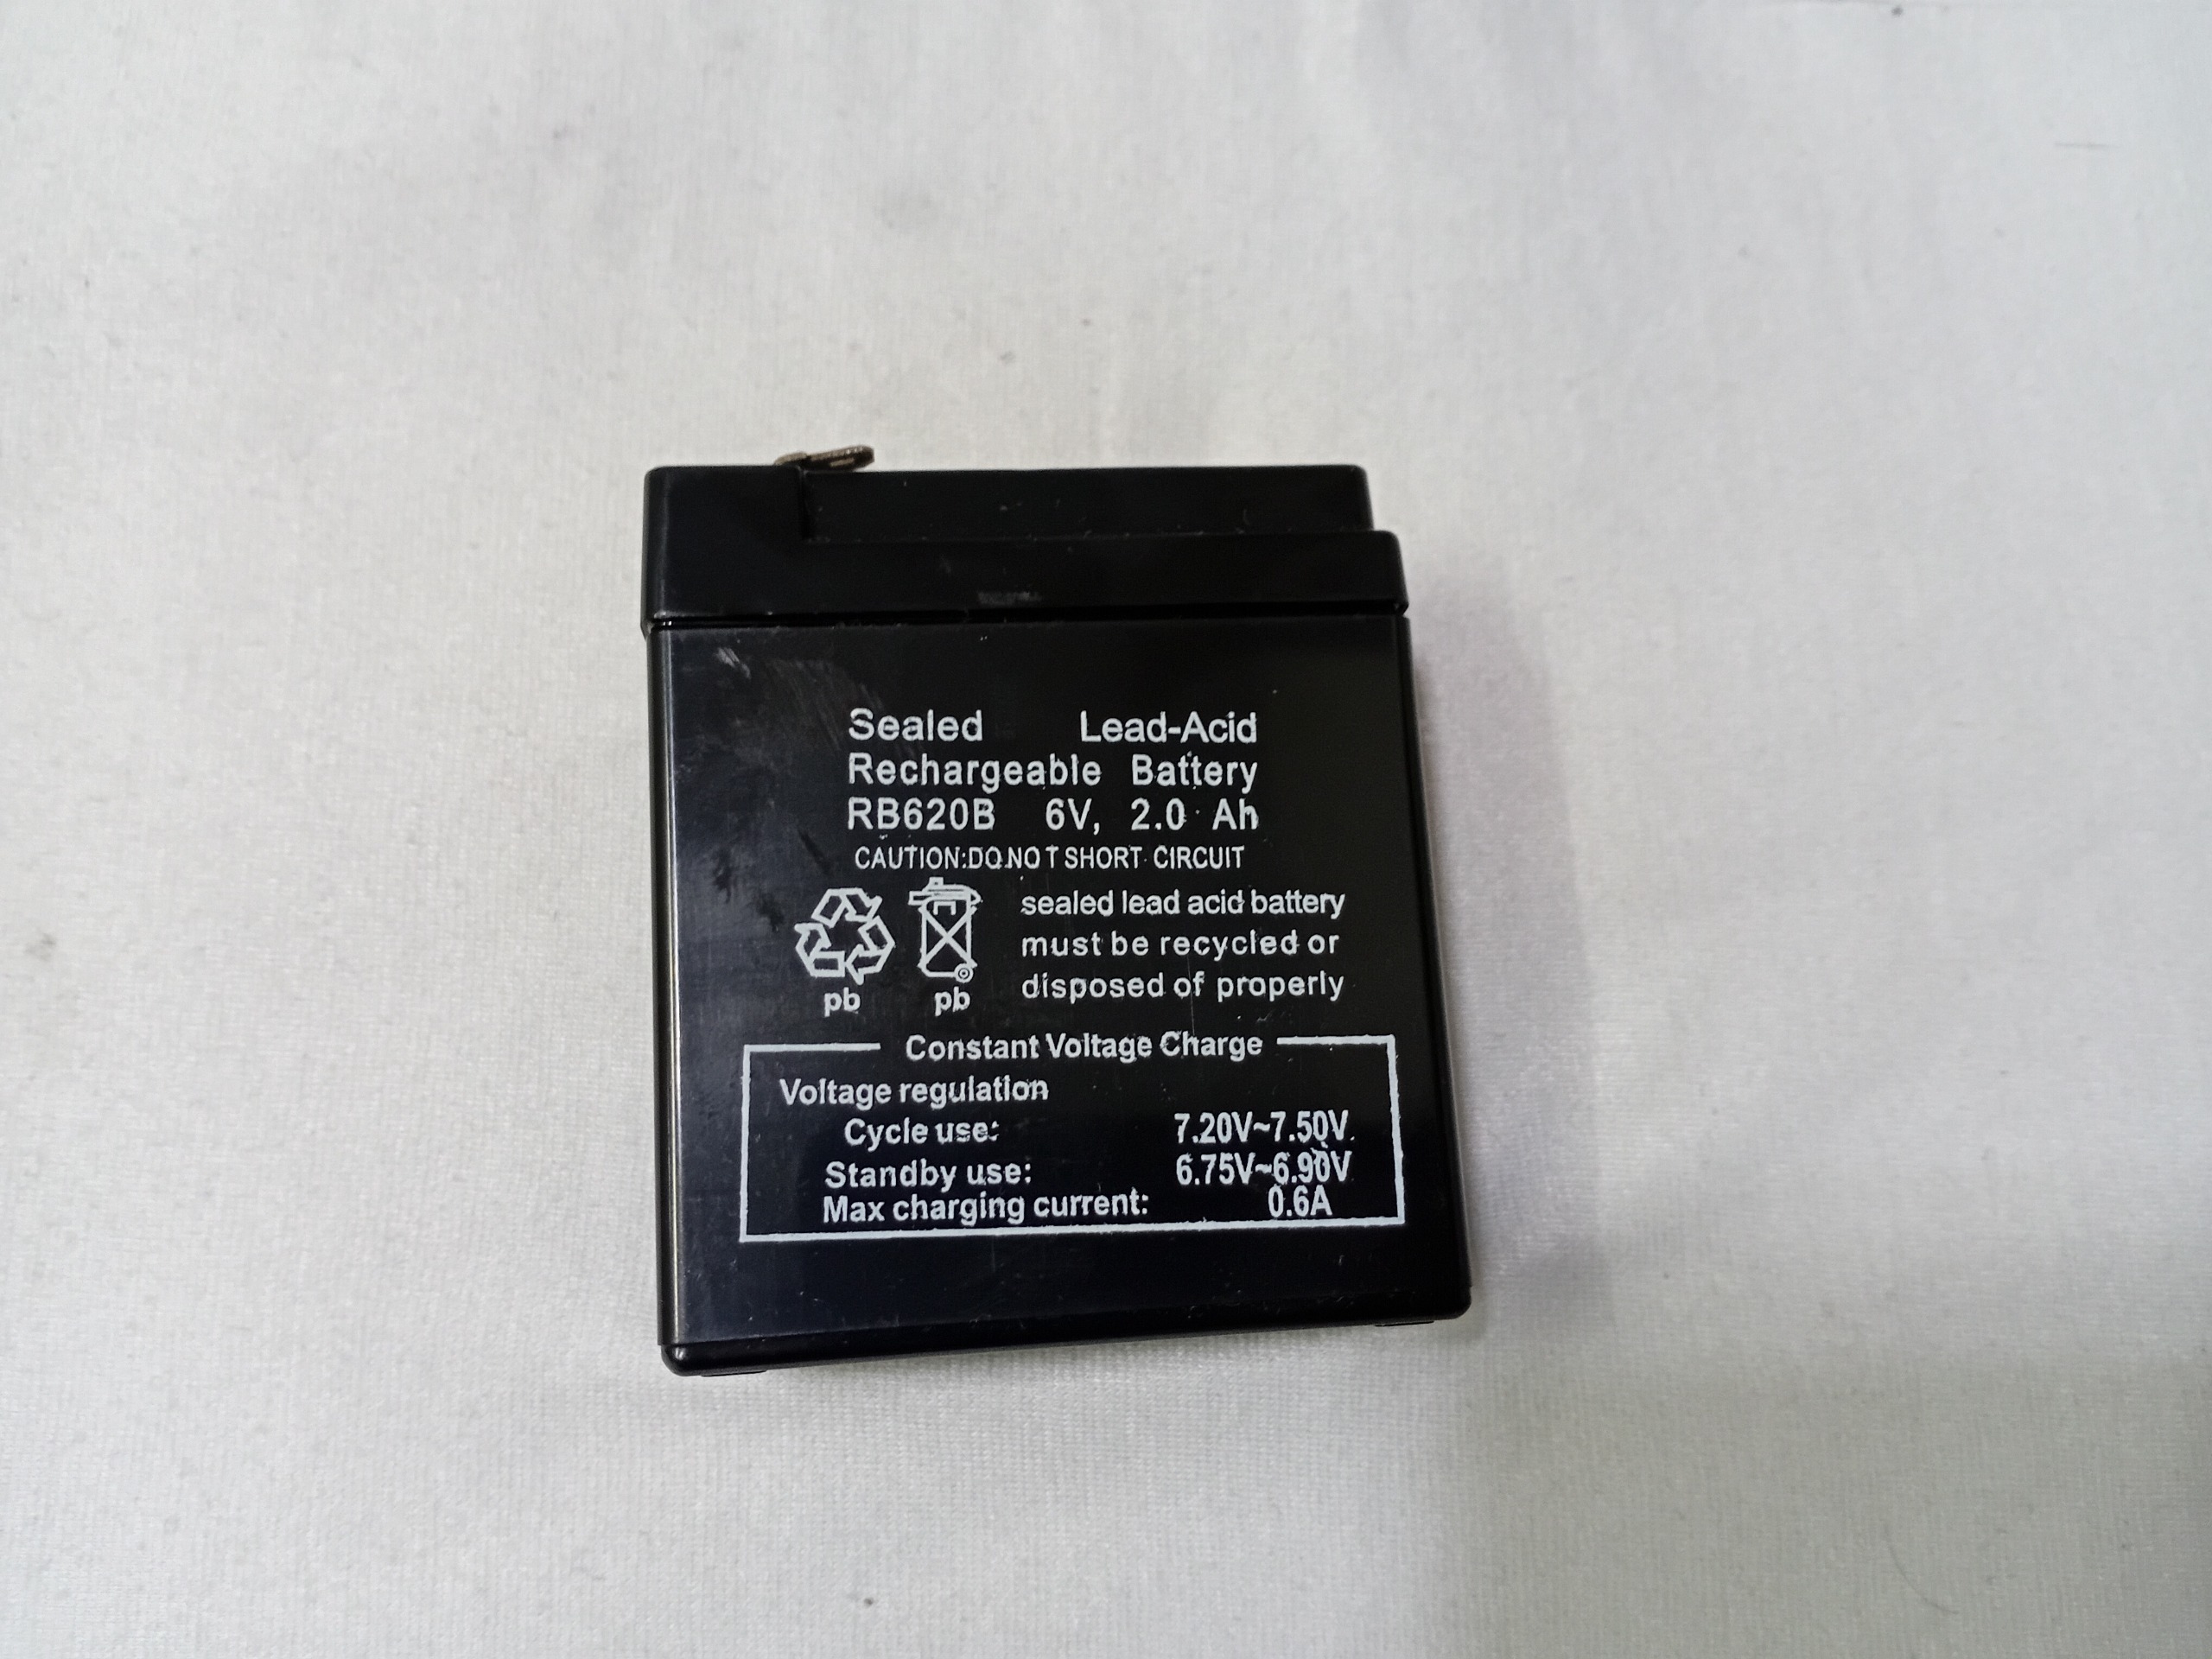 Sealed Lead-Acid
Rechargeable Battery
RB620B 6V, 2.0 Ah
CAUTION:DO NOT SHORT CIRCUIT
sealed lead acid battery
must be recycled or
disposed of properly
pb pb
Constant Voltage Charge
Voltage regulation
Cycle use: 7.20V~7.50V
Standby use: 6.75V~6.90V
Max charging current: 0.6A